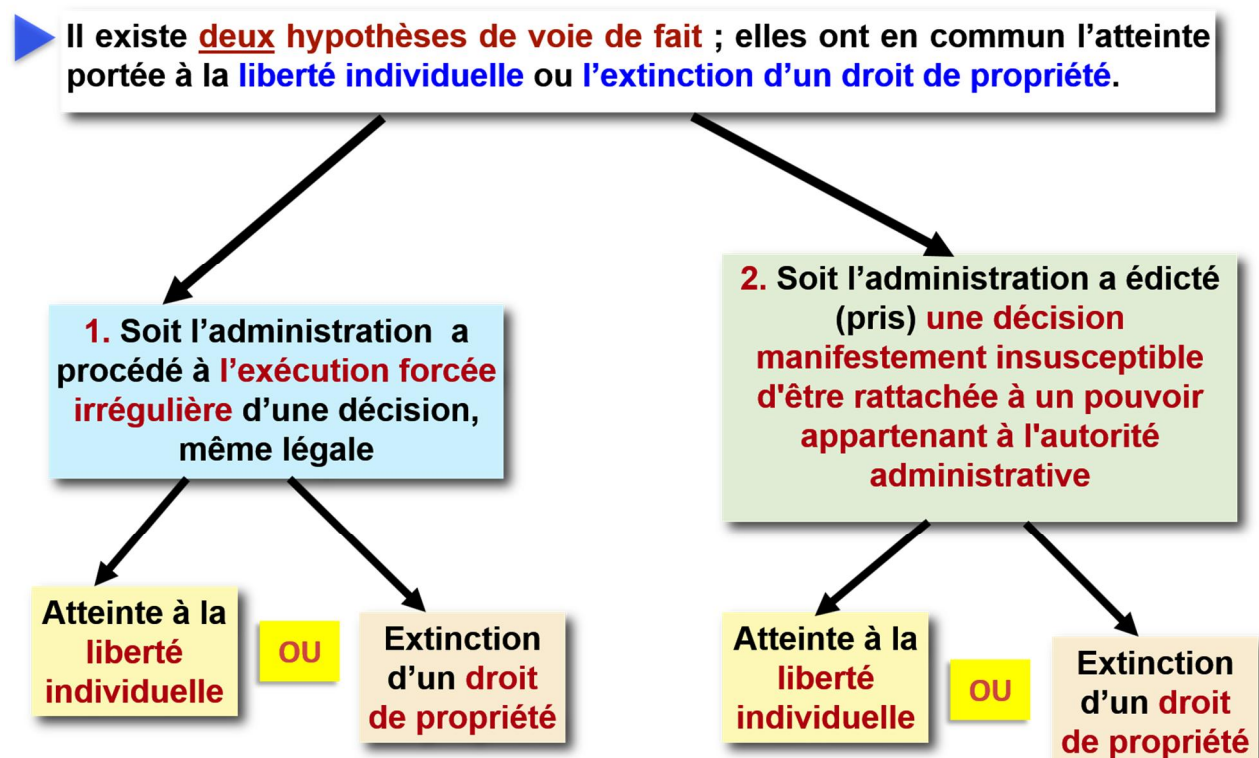 Il existe deux hypothèses de voie de fait ; elles ont en commun l’atteinte
portée à la liberté individuelle ou l’extinction d’un droit de propriété.
1. Soit l’administration a
procédé à l’exécution forcée
irrégulière d’une décision,
même légale
2. Soit l’administration a édicté
(pris) une décision
manifestement insusceptible
d'être rattachée à un pouvoir
appartenant à l'autorité
administrative
Atteinte à la
liberté
individuelle
OU
Extinction
d’un droit
de propriété
Atteinte à la
liberté
individuelle
OU
Extinction
d’un droit
de propriété